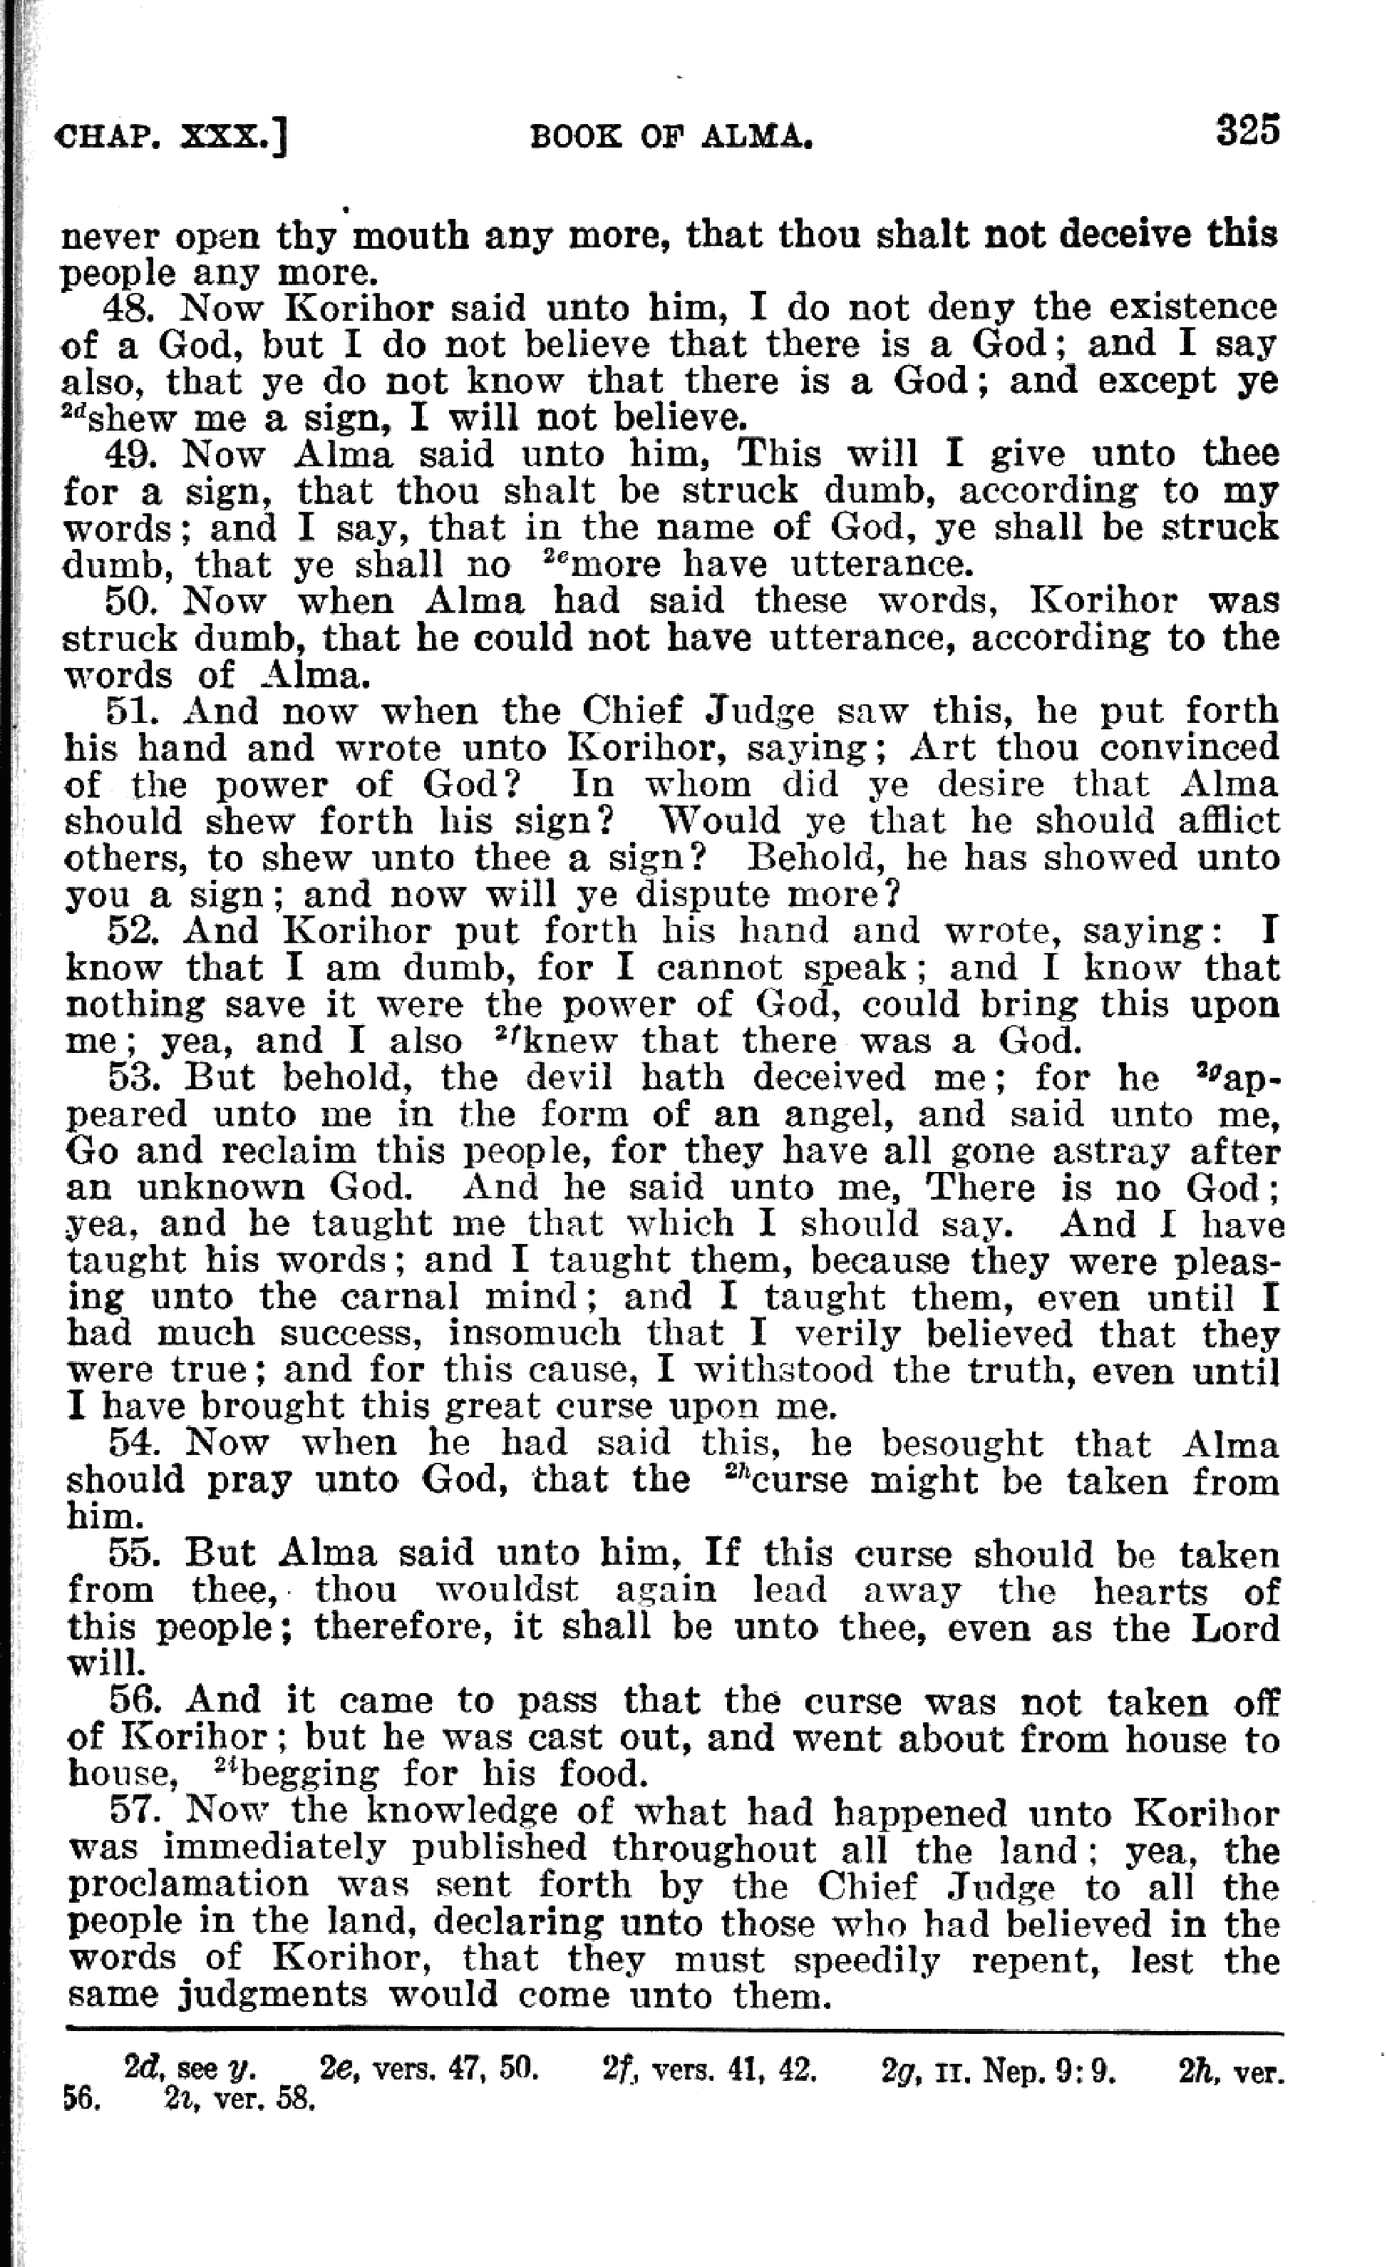 CHAP. XXX.] BOOK OF ALMA. 325
never open thy mouth any more, that thou shalt not deceive this
people any more.
48. Now Korihor said unto him, I do not deny the existence
of a God, but I do not believe that there is a God; and I say
also, that ye do not know that there is a God; and except ye
2dshew me a sign, I will not believe.
49. Now Alma said unto him, This will I give unto thee
for a sign, that thou shalt be struck dumb, according to my
words; and I say, that in the name of God, ye shall be struck
dumb, that ye shall no 2emore have utterance.
50. Now when Alma had said these words, Korihor was
struck dumb, that he could not have utterance, according to the
words of Alma.
51. And now when the Chief Judge saw this, he put forth
his hand and wrote unto Korihor, saying; Art thou convinced
of the power of God? In whom did ye desire that Alma
should shew forth his sign? Would ye that he should afflict
others, to shew unto thee a sign? Behold, he has showed unto
you a sign; and now will ye dispute more?
52. And Korihor put forth his hand and wrote, saying: I
know that I am dumb, for I cannot speak; and I know that
nothing save it were the power of God, could bring this upon
me; yea, and I also 2fknew that there was a God.
53. But behold, the devil hath deceived me; for he 2gap-
peared unto me in the form of an angel, and said unto me,
Go and reclaim this people, for they have all gone astray after
an unknown God. And he said unto me, There is no God;
yea, and he taught me that which I should say. And I have
taught his words; and I taught them, because they were pleas-
ing unto the carnal mind; and I taught them, even until I
had much success, insomuch that I verily believed that they
were true; and for this cause, I withstood the truth, even until
I have brought this great curse upon me.
54. Now when he had said this, he besought that Alma
should pray unto God, that the 2hcurse might be taken from
him.
55. But Alma said unto him, If this curse should be taken
from thee, thou wouldst again lead away the hearts of
this people; therefore, it shall be unto thee, even as the Lord
will.
56. And it came to pass that the curse was not taken off
of Korihor; but he was cast out, and went about from house to
house, 2ibegging for his food.
57. Now the knowledge of what had happened unto Korihor
was immediately published throughout all the land; yea, the
proclamation was sent forth by the Chief Judge to all the
people in the land, declaring unto those who had believed in the
words of Korihor, that they must speedily repent, lest the
same judgments would come unto them.
2d, see y. 2e, vers. 47, 50. 2f, vers. 41, 42. 2g, II. Nep. 9:9. 2h, ver.
56. 2i, ver. 58.